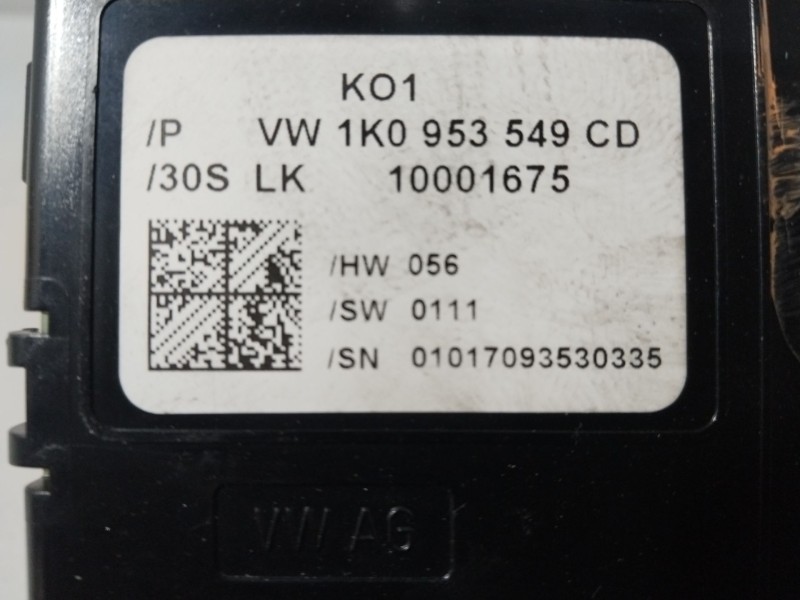 KO1
/P VW 1K0 953 549 CD
/30S LK 10001675
/HW 056
/SW 0111
/SN 01017093530335
VW AG